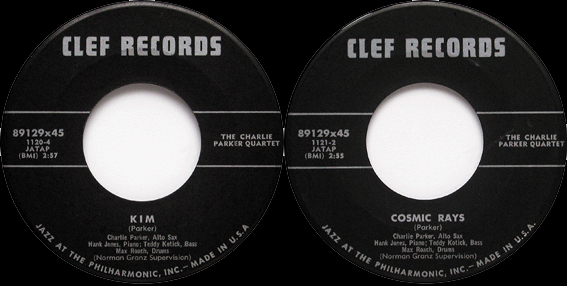 CLEF RECORDS
89129x45
1120-4
JATAP
(BMI) 2:57
THE CHARLIE
PARKER QUARTET
KIM
(Parker)
Charlie Parker, Alto Sax
Hank Jones, Piano; Teddy Kotick, Bass
Max Roach, Drums
(Norman Granz Supervision)
JAZZ AT THE PHILHARMONIC, INC.—MADE IN U.S.A.
CLEF RECORDS
89129x45
1121-2
JATAP
(BMI) 2:55
THE CHARLIE
PARKER QUARTET
COSMIC RAYS
(Parker)
Charlie Parker, Alto Sax
Hank Jones, Piano; Teddy Kotick, Bass
Max Roach, Drums
(Norman Granz Supervision)
JAZZ AT THE PHILHARMONIC, INC.—MADE IN U.S.A.